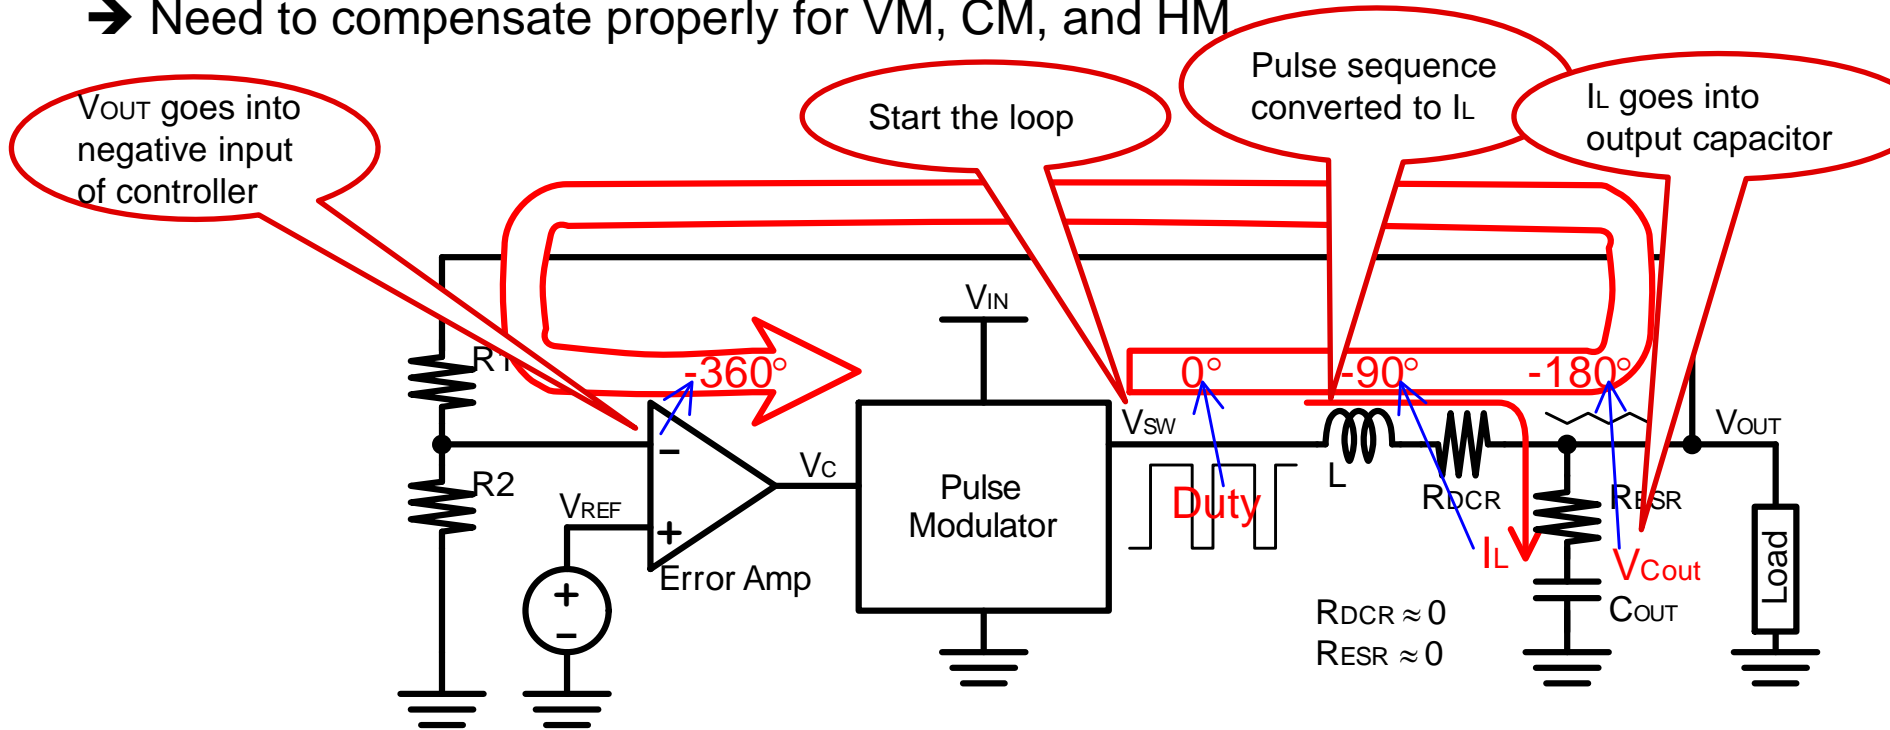 ➔ Need to compensate properly for VM, CM, and HM
VOUT goes into
negative input
of controller
Start the loop
Pulse sequence
converted to IL
IL goes into
output capacitor
VIN
R1
-360°
0°
-90°
-180°
VSW
VOUT
−
VC
R2
VREF
+
Pulse
Modulator
Duty
L
RDCR
RESR
IL
VCout
Error Amp
+
−
COUT
Load
RDCR ≈ 0
RESR ≈ 0